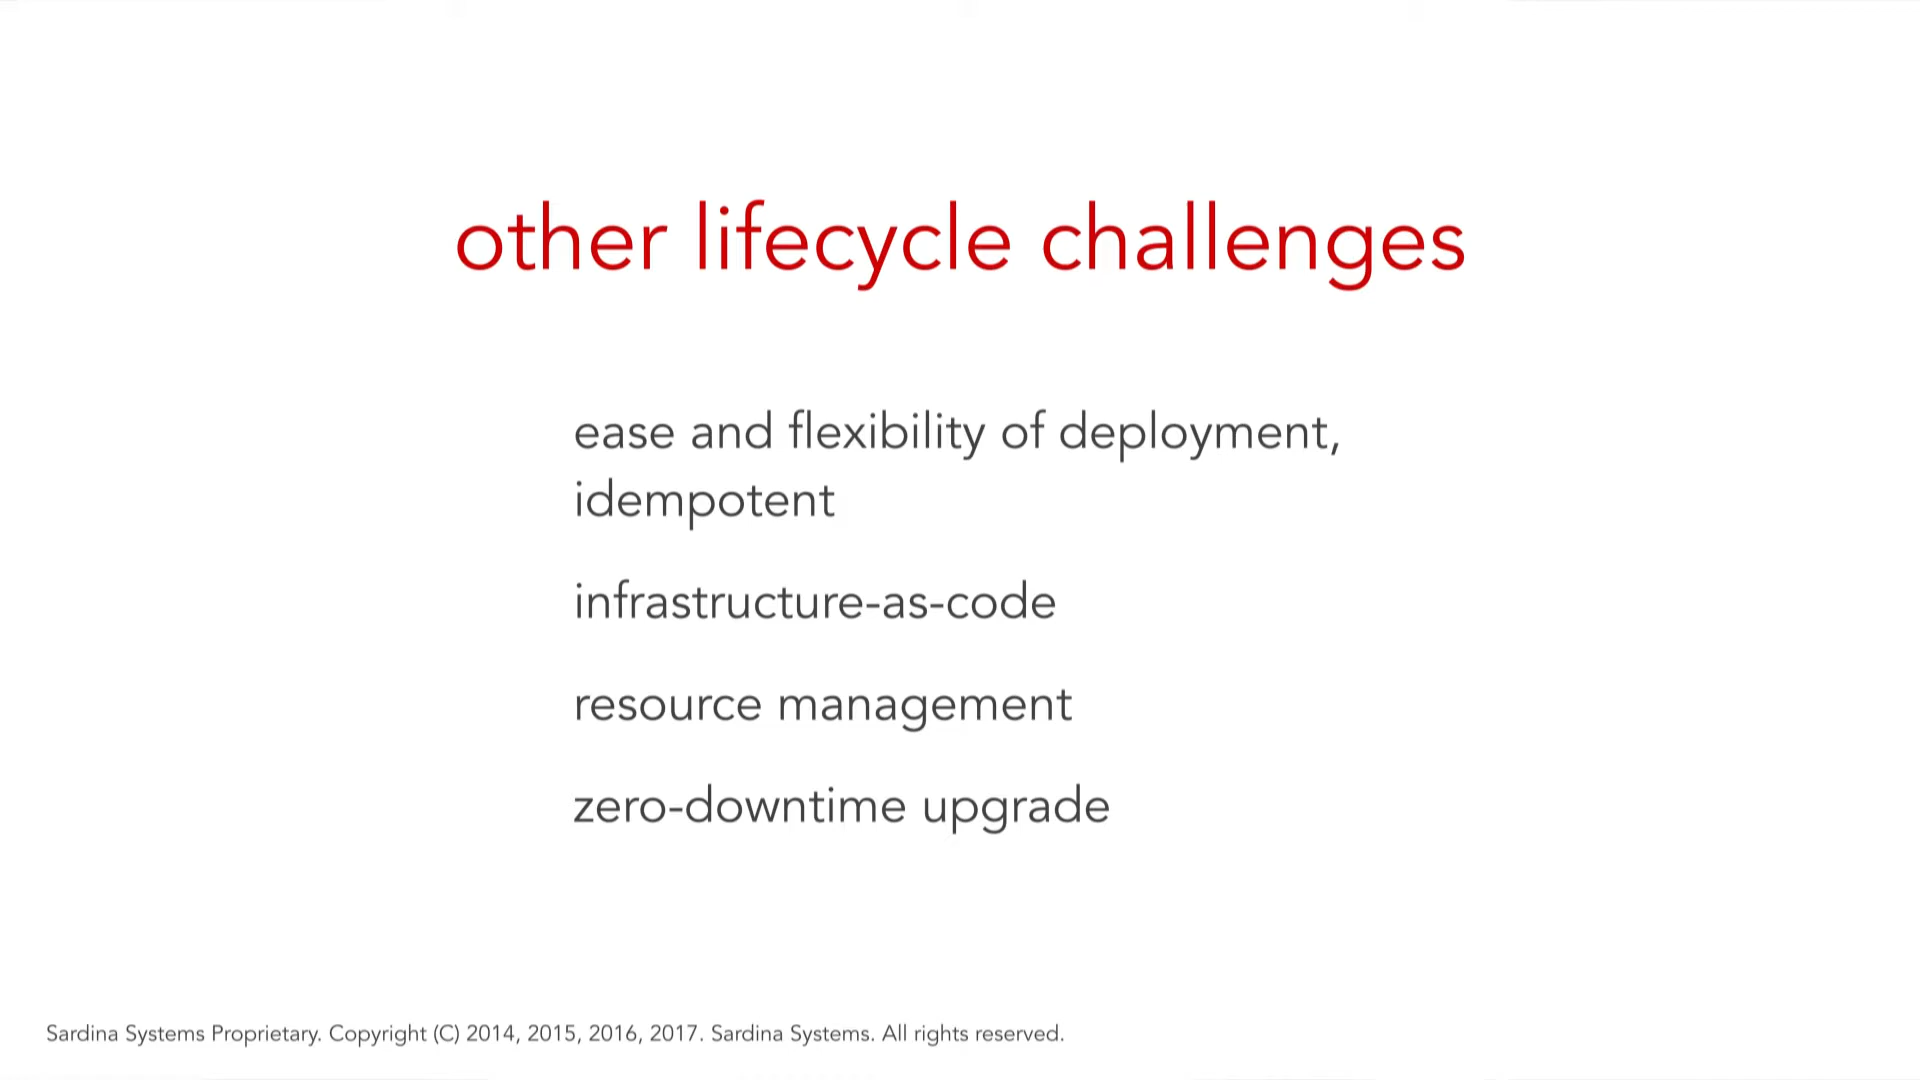 other lifecycle challenges
ease and flexibility of deployment,
idempotent
infrastructure-as-code
resource management
zero-downtime upgrade
Sardina Systems Proprietary. Copyright (C) 2014, 2015, 2016, 2017. Sardina Systems. All rights reserved.